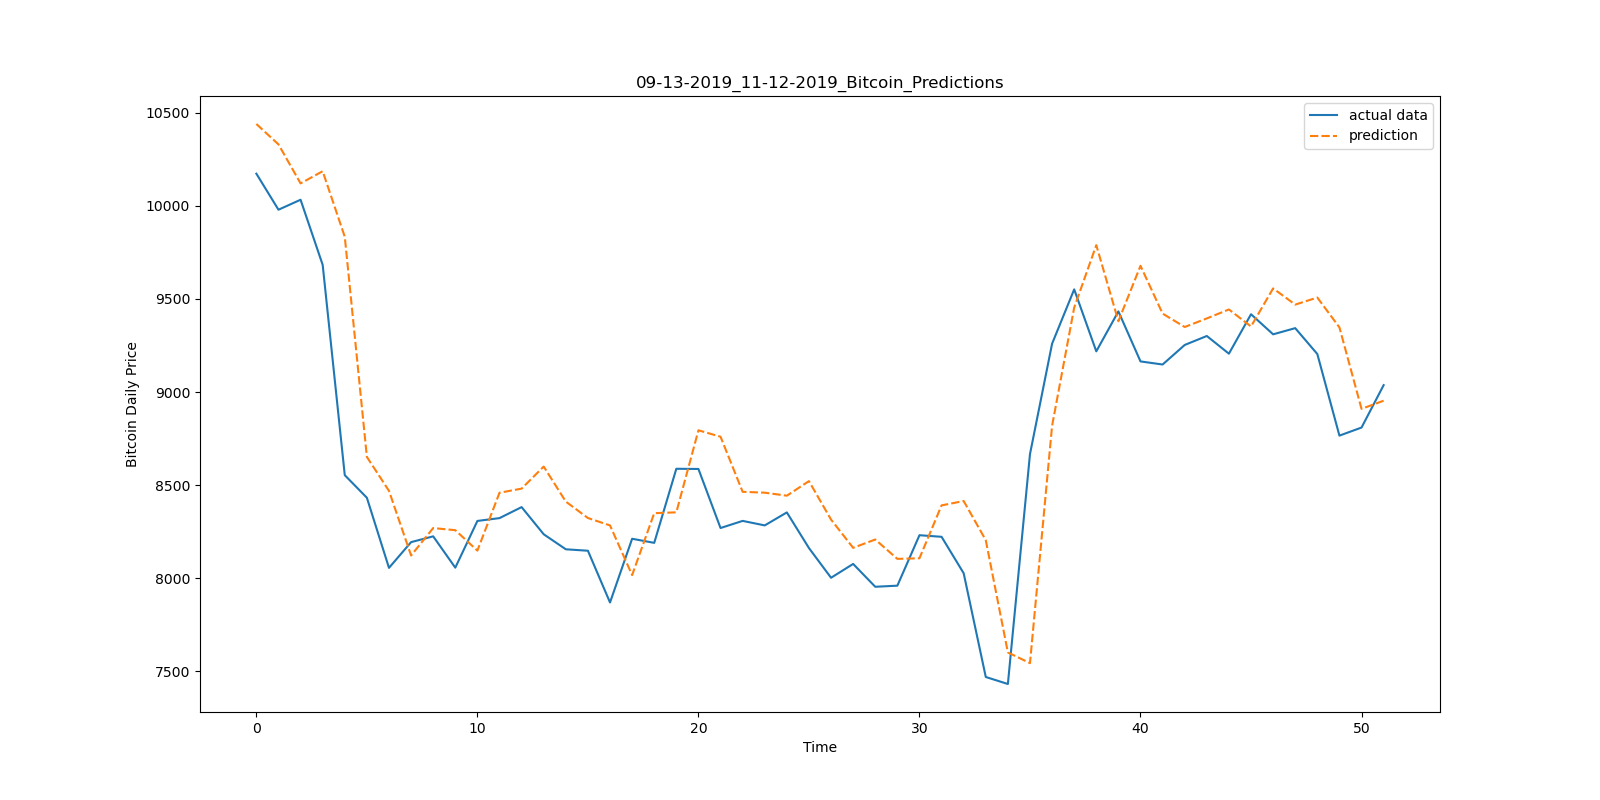 09-13-2019_11-12-2019_Bitcoin_Predictions
actual data
prediction
10500
10000
9500
9000
8500
8000
7500
Bitcoin Daily Price
0 10 20 30 40 50
Time